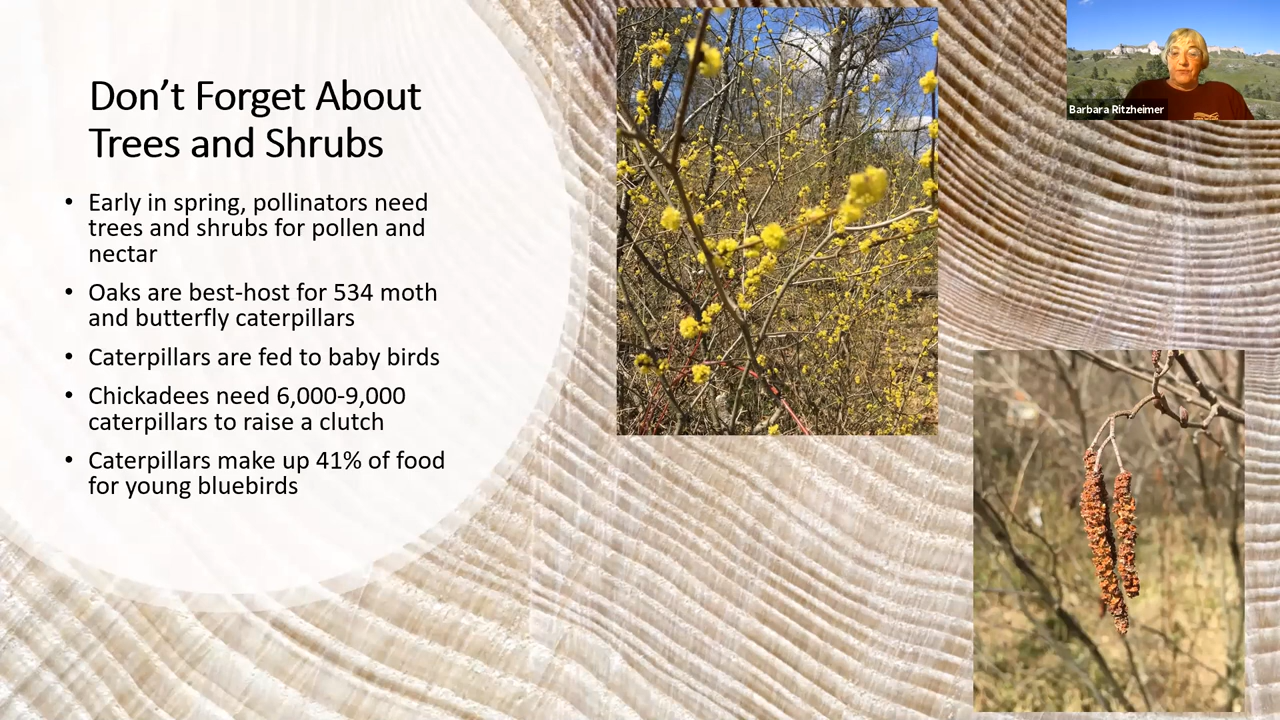 Don’t Forget About
Trees and Shrubs
• Early in spring, pollinators need
trees and shrubs for pollen and
nectar
• Oaks are best-host for 534 moth
and butterfly caterpillars
• Caterpillars are fed to baby birds
• Chickadees need 6,000-9,000
caterpillars to raise a clutch
• Caterpillars make up 41% of food
for young bluebirds
Barbara Ritzheimer